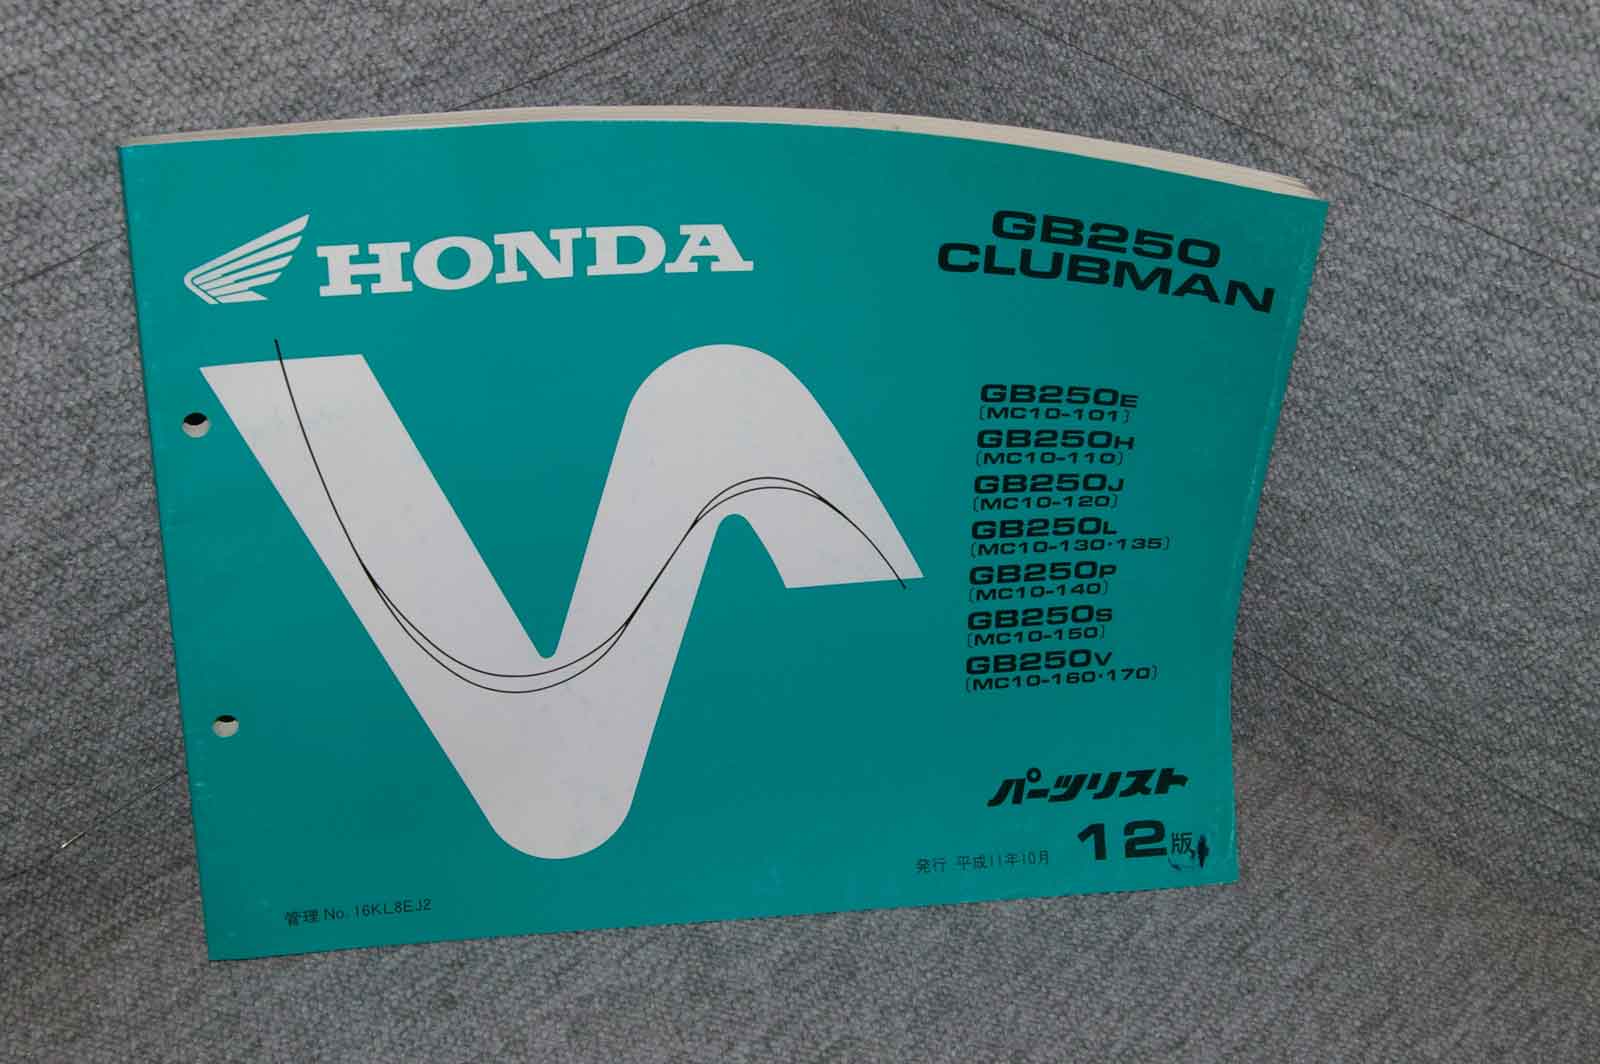 HONDA
GB250
CLUBMAN
GB250E
(MC10-101)
GB250H
(MC10-110)
GB250J
(MC10-120)
GB250L
(MC10-130・135)
GB250P
(MC10-140)
GB250S
(MC10-150)
GB250V
(MC10-160・170)
パーツリスト
12版
発行 平成11年10月
管理 No. 16KL8EJ2